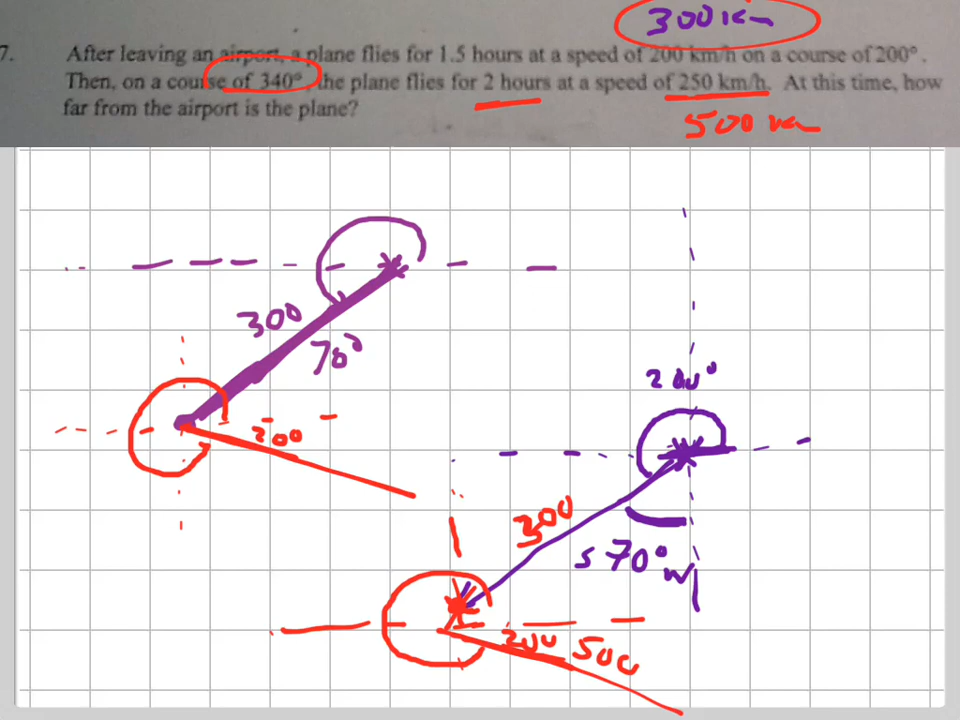 300 km
7. After leaving an airport, a plane flies for 1.5 hours at a speed of 200 km/h on a course of 200°.
Then, on a course of 340° the plane flies for 2 hours at a speed of 250 km/h. At this time, how
far from the airport is the plane?
500 km
300
70°
200
200°
300
S 70° W
200 500